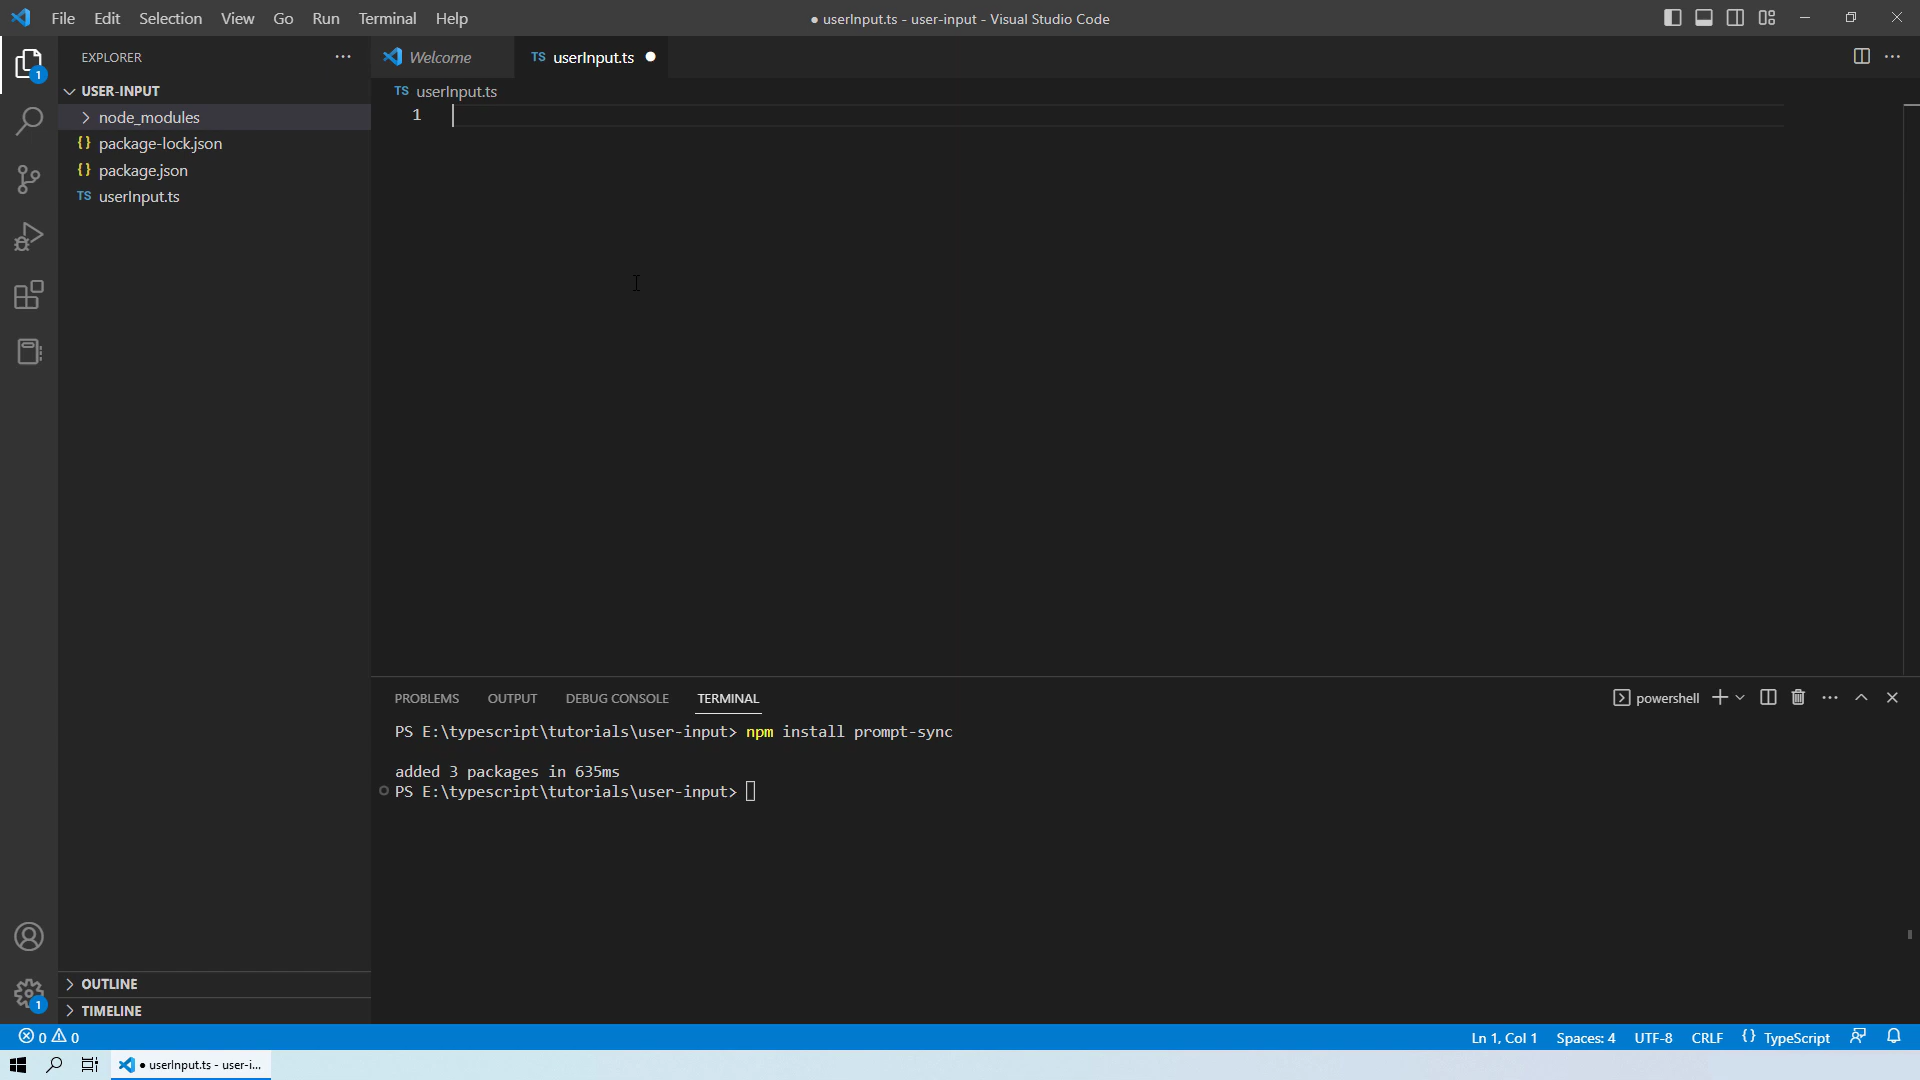 File Edit Selection View Go Run Terminal Help
● userInput.ts - user-input - Visual Studio Code
EXPLORER
Welcome
TS userInput.ts
1
USER-INPUT
node_modules
{} package-lock.json
{} package.json
TS userInput.ts
TS userInput.ts
1
PROBLEMS OUTPUT DEBUG CONSOLE TERMINAL
powershell
PS E:\typescript\tutorials\user-input> npm install prompt-sync
added 3 packages in 635ms
PS E:\typescript\tutorials\user-input>
OUTLINE
1
TIMELINE
0 0
Ln 1, Col 1 Spaces: 4 UTF-8 CRLF {} TypeScript
● userInput.ts - user-i...